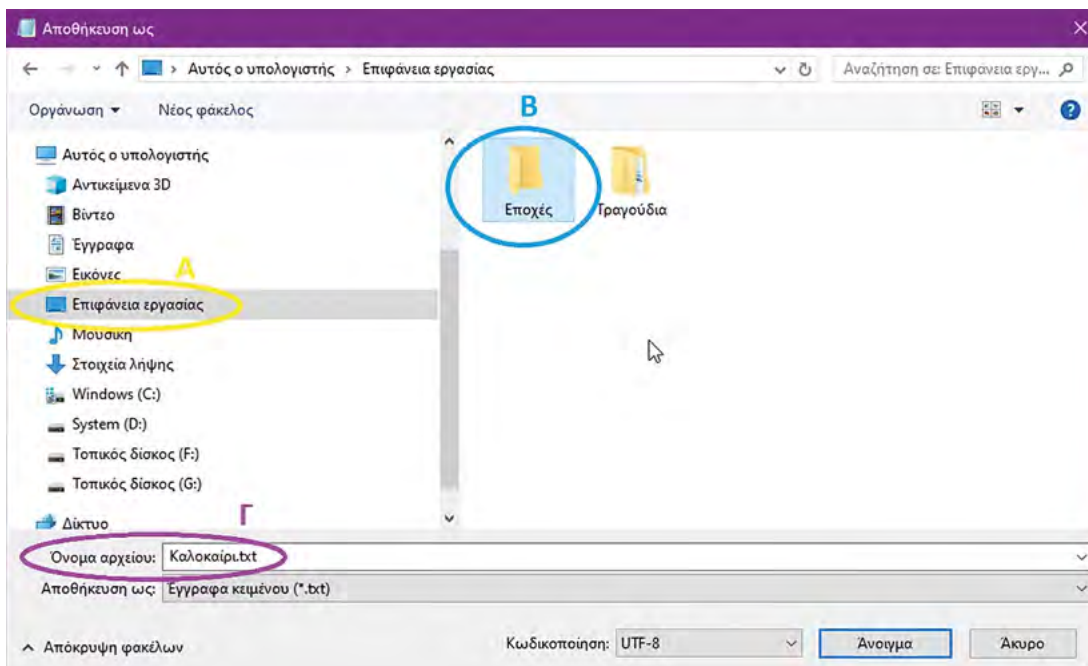 Αποθήκευση ως
Αυτός ο υπολογιστής › Επιφάνεια εργασίας
Αναζήτηση σε: Επιφάνεια εργ...
Οργάνωση
Νέος φάκελος
Β
Αυτός ο υπολογιστής
Αντικείμενα 3D
Βίντεο
Έγγραφα
Εικόνες
Α
Επιφάνεια εργασίας
Μουσική
Στοιχεία λήψης
Windows (C:)
System (D:)
Τοπικός δίσκος (F:)
Τοπικός δίσκος (G:)
Δίκτυο
Εποχές
Τραγούδια
Γ
Όνομα αρχείου: Καλοκαίρι.txt
Αποθήκευση ως: Έγγραφα κειμένου (*.txt)
Απόκρυψη φακέλων
Κωδικοποίηση: UTF-8
Άνοιγμα
Άκυρο